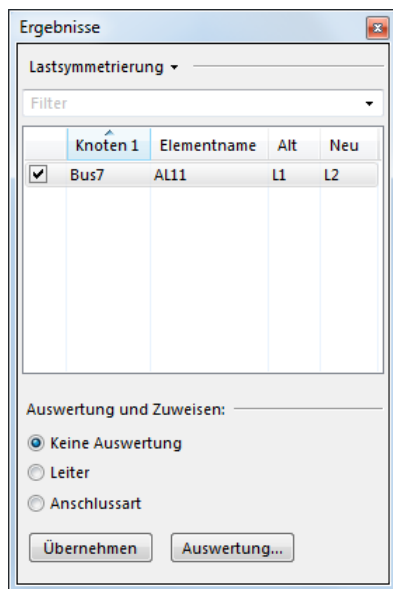 Ergebnisse
Lastsymmetrierung
Filter
Knoten 1 Elementname Alt Neu
Bus7 AL11 L1 L2
Auswertung und Zuweisen:
Keine Auswertung
Leiter
Anschlussart
Übernehmen Auswertung...